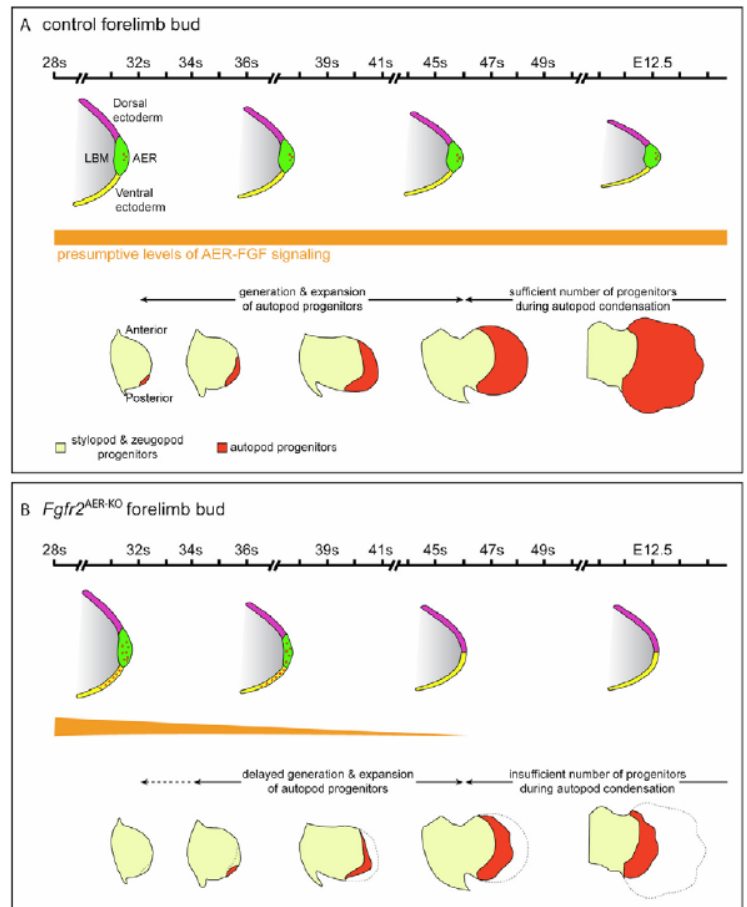 A control forelimb bud
28s 32s 34s 36s 39s 41s 45s 47s 49s E12.5
Dorsal
ectoderm
LBM AER
Ventral
ectoderm
presumptive levels of AER-FGF signaling
generation & expansion
of autopod progenitors
sufficient number of progenitors
during autopod condensation
Anterior
Posterior
stylopod & zeugopod
progenitors
autopod progenitors
B Fgfr2AER-KO forelimb bud
28s 32s 34s 36s 39s 41s 45s 47s 49s E12.5
delayed generation & expansion
of autopod progenitors
insufficient number of progenitors
during autopod condensation